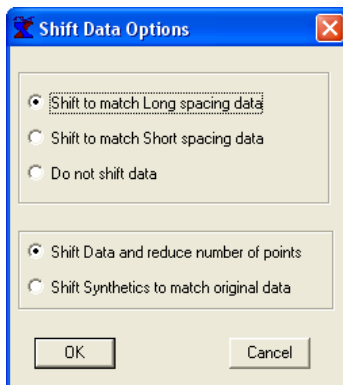 Shift Data Options
Shift to match Long spacing data
Shift to match Short spacing data
Do not shift data
Shift Data and reduce number of points
Shift Synthetics to match original data
OK
Cancel